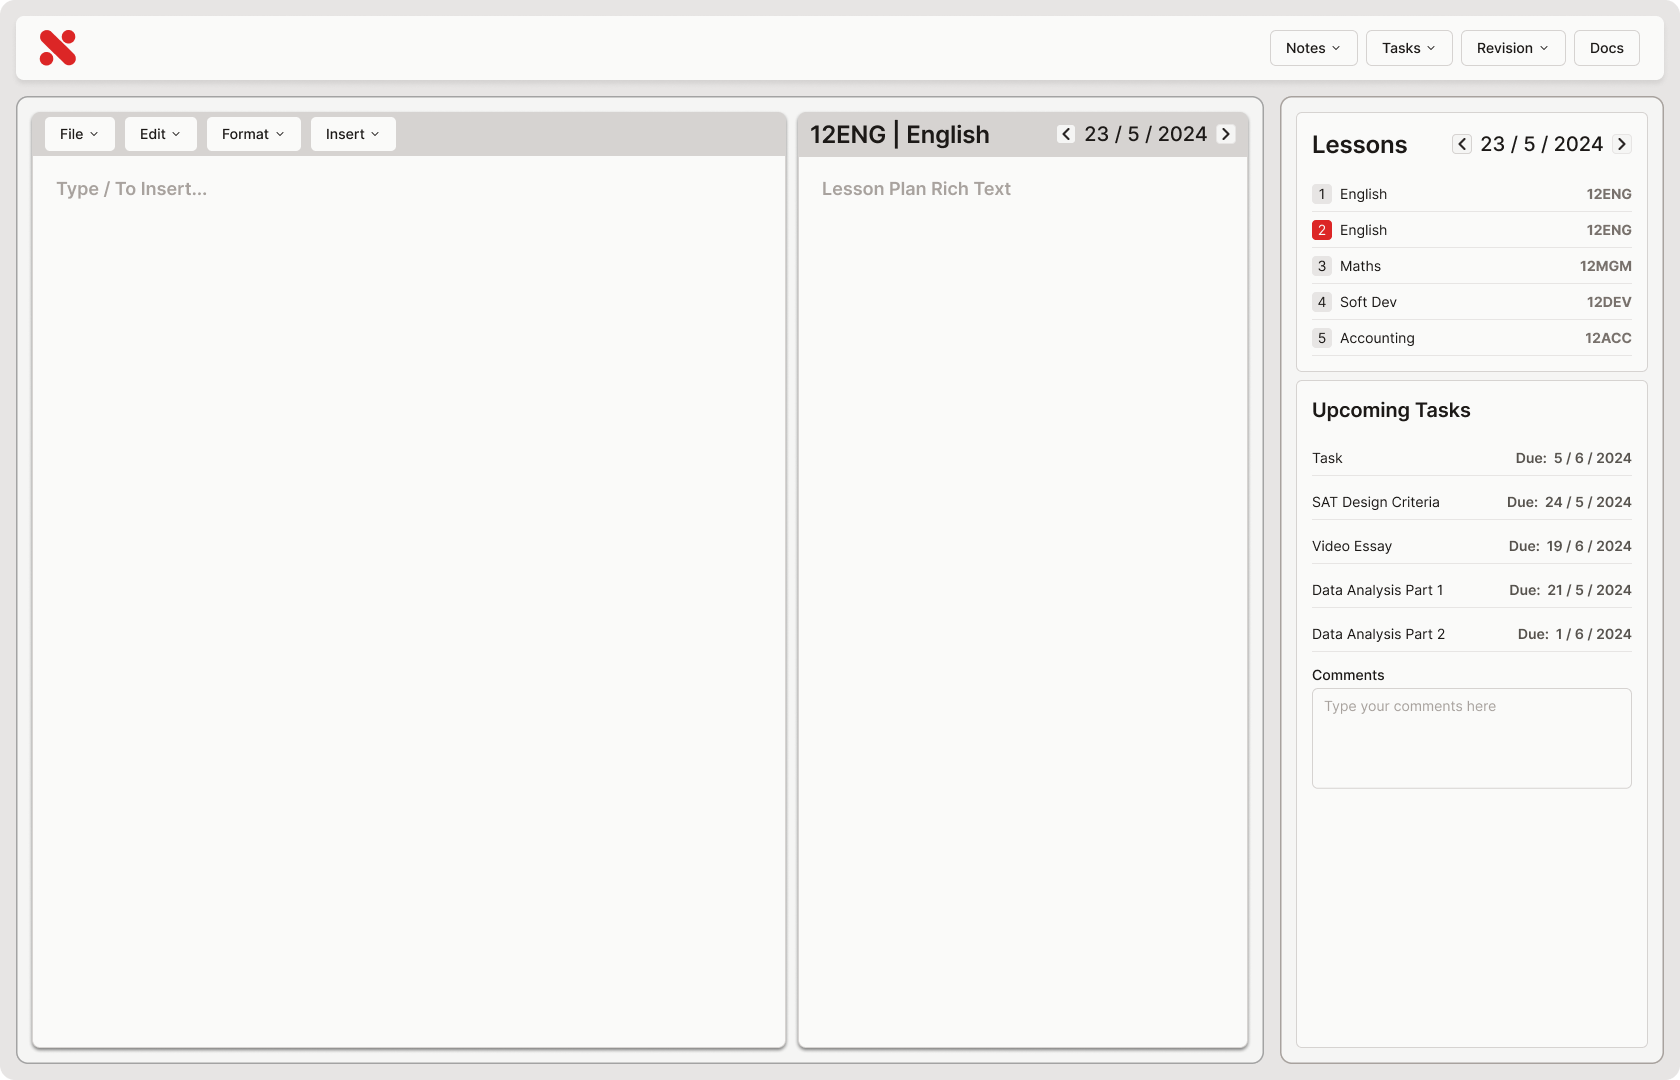 Notes Tasks Revision Docs
File Edit Format Insert
Type / To Insert...
12ENG | English 23 / 5 / 2024
Lesson Plan Rich Text
Lessons 23 / 5 / 2024
1 English 12ENG
2 English 12ENG
3 Maths 12MGM
4 Soft Dev 12DEV
5 Accounting 12ACC
Upcoming Tasks
Task Due: 5 / 6 / 2024
SAT Design Criteria Due: 24 / 5 / 2024
Video Essay Due: 19 / 6 / 2024
Data Analysis Part 1 Due: 21 / 5 / 2024
Data Analysis Part 2 Due: 1 / 6 / 2024
Comments
Type your comments here